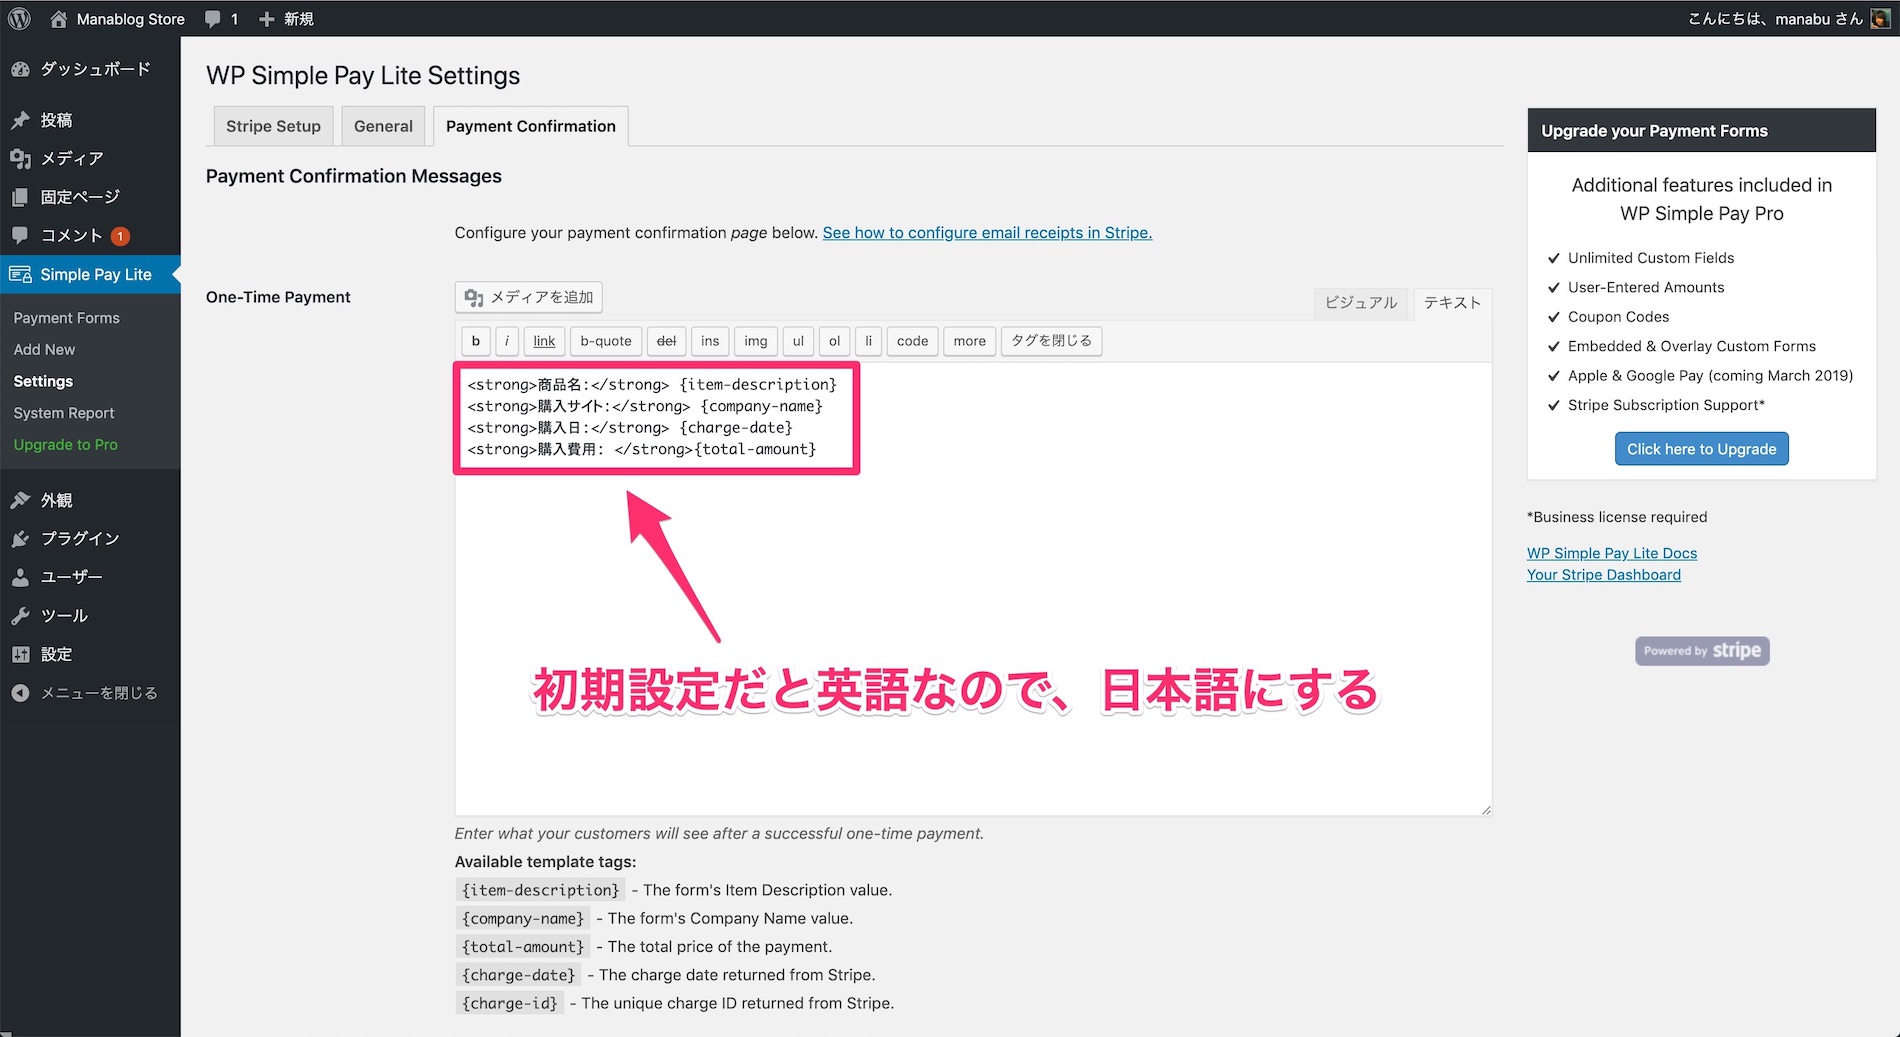 Manablog Store
1
新規
こんにちは、manabu さん
ダッシュボード
投稿
メディア
固定ページ
コメント 1
Simple Pay Lite
Payment Forms
Add New
Settings
System Report
Upgrade to Pro
外観
プラグイン
ユーザー
ツール
設定
メニューを閉じる
WP Simple Pay Lite Settings
Stripe Setup
General
Payment Confirmation
Payment Confirmation Messages
Configure your payment confirmation page below. See how to configure email receipts in Stripe.
One-Time Payment
メディアを追加
ビジュアル
テキスト
b
i
link
b-quote
del
ins
img
ul
ol
li
code
more
タグを閉じる
<strong>商品名:</strong> {item-description}
<strong>購入サイト:</strong> {company-name}
<strong>購入日:</strong> {charge-date}
<strong>購入費用: </strong>{total-amount}
初期設定だと英語なので、日本語にする
Enter what your customers will see after a successful one-time payment.
Available template tags:
{item-description} - The form's Item Description value.
{company-name} - The form's Company Name value.
{total-amount} - The total price of the payment.
{charge-date} - The charge date returned from Stripe.
{charge-id} - The unique charge ID returned from Stripe.
Upgrade your Payment Forms
Additional features included in
WP Simple Pay Pro
✔ Unlimited Custom Fields
✔ User-Entered Amounts
✔ Coupon Codes
✔ Embedded & Overlay Custom Forms
✔ Apple & Google Pay (coming March 2019)
✔ Stripe Subscription Support*
Click here to Upgrade
*Business license required
WP Simple Pay Lite Docs
Your Stripe Dashboard
Powered by stripe